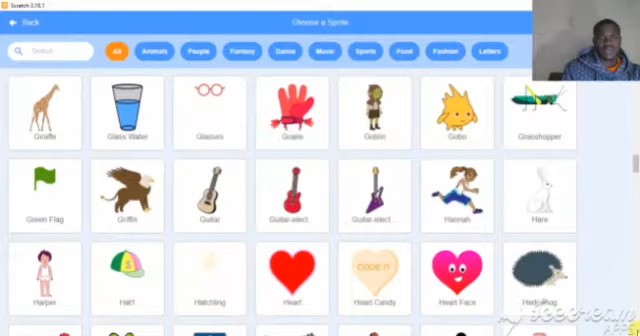 Scratch 3.18.1
Back
Choose a Sprite
Search
All
Animals
People
Fantasy
Dance
Music
Sports
Food
Fashion
Letters
Giraffe
Glass Water
Glasses
Goalie
Goblin
Gobo
Grasshopper
Green Flag
Griffin
Guitar
Guitar-elect...
Guitar-elect...
Hannah
Hare
Harper
Hat1
Hatchling
Heart
Heart Candy
CODE IT
Heart Face
Hedgehog